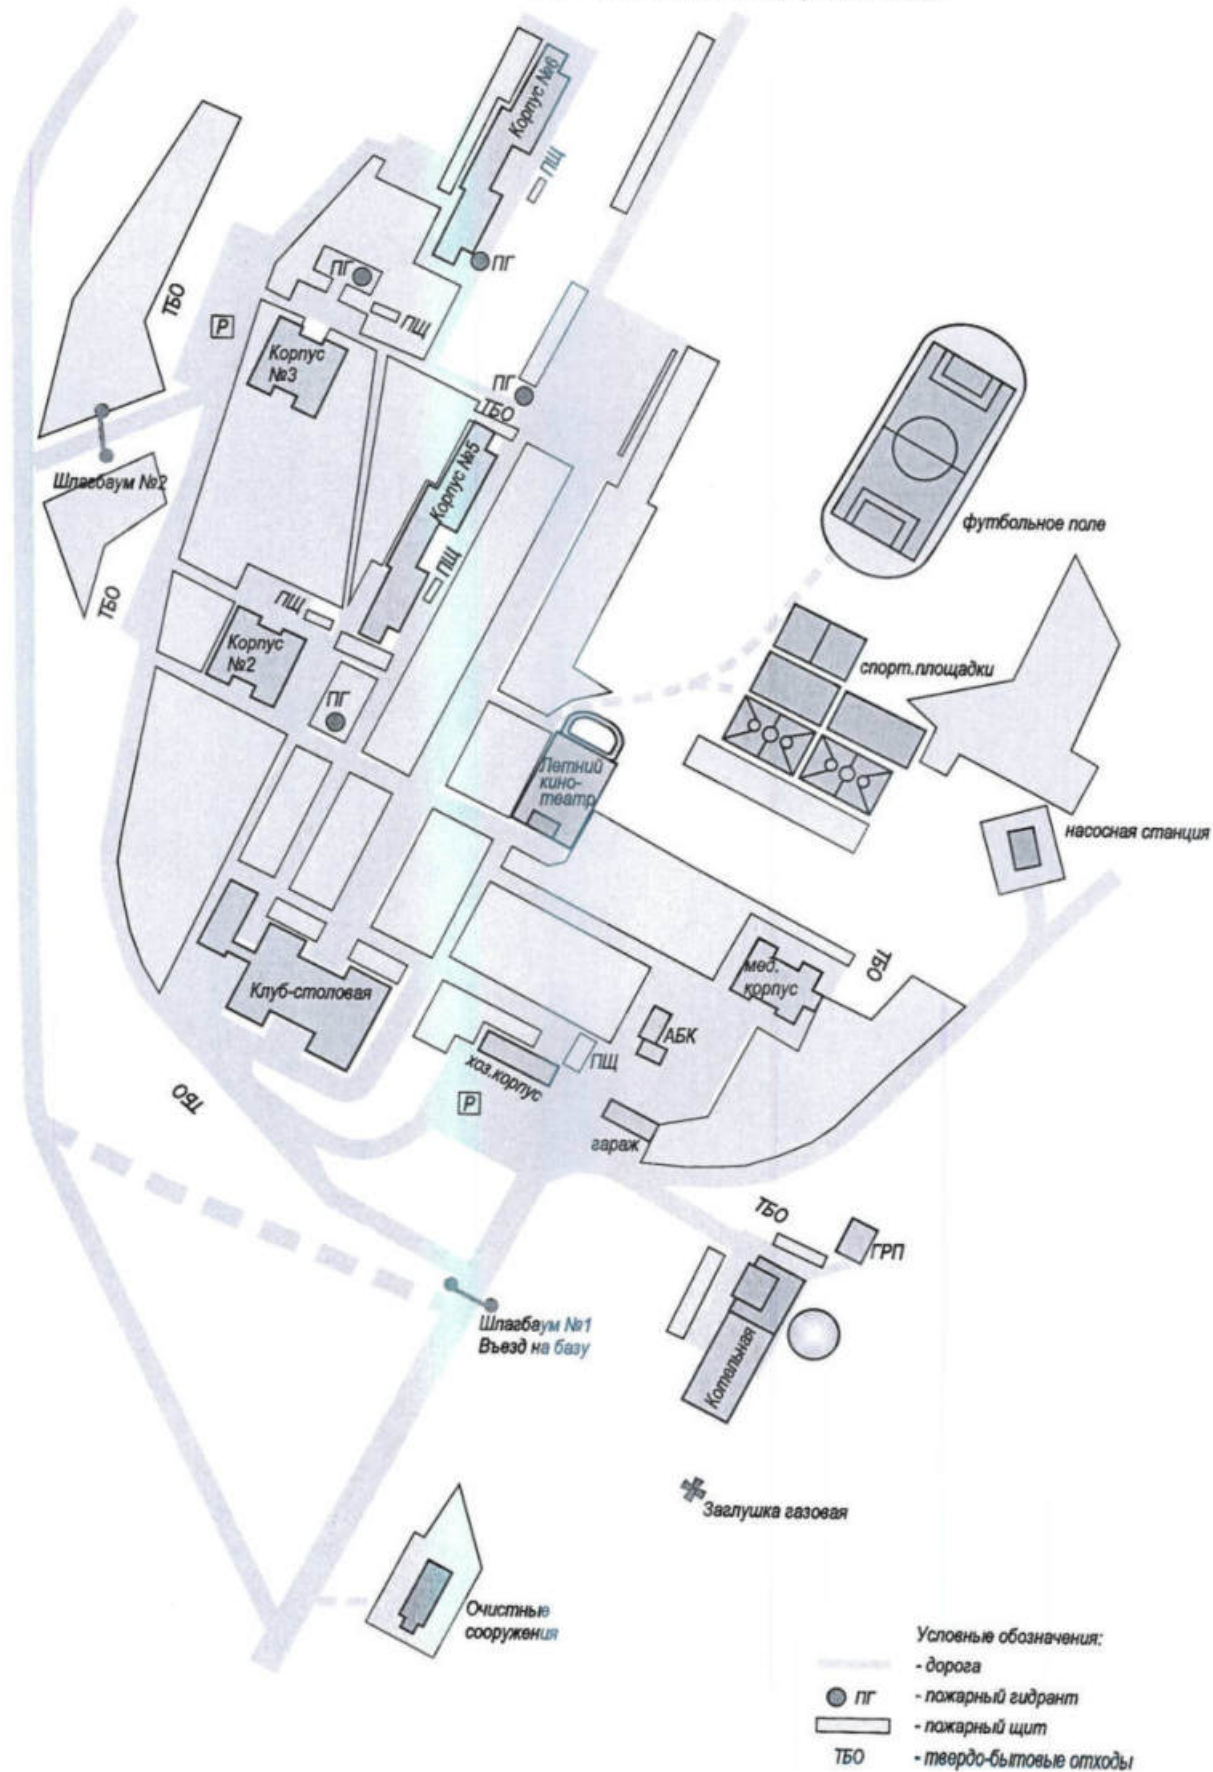 Корпус №6
ПЩ
ПГ
ПГ
ПЩ
ТБО
P
Корпус
№3
ПГ
ТБО
Корпус №5
Шлагбаум №2
футбольное поле
ПЩ
ТБО
ПЩ
Корпус
№2
спорт.площадки
ПГ
Летний
кино-
театр
насосная станция
ТБО
мед.
корпус
Клуб-столовая
АБК
ПЩ
хоз.корпус
ТБО
P
гараж
ТБО
ГРП
Шлагбаум №1
Въезд на базу
Котельная
Заглушка газовая
Очистные
сооружения
Условные обозначения:
- дорога
ПГ - пожарный гидрант
- пожарный щит
ТБО - твердо-бытовые отходы